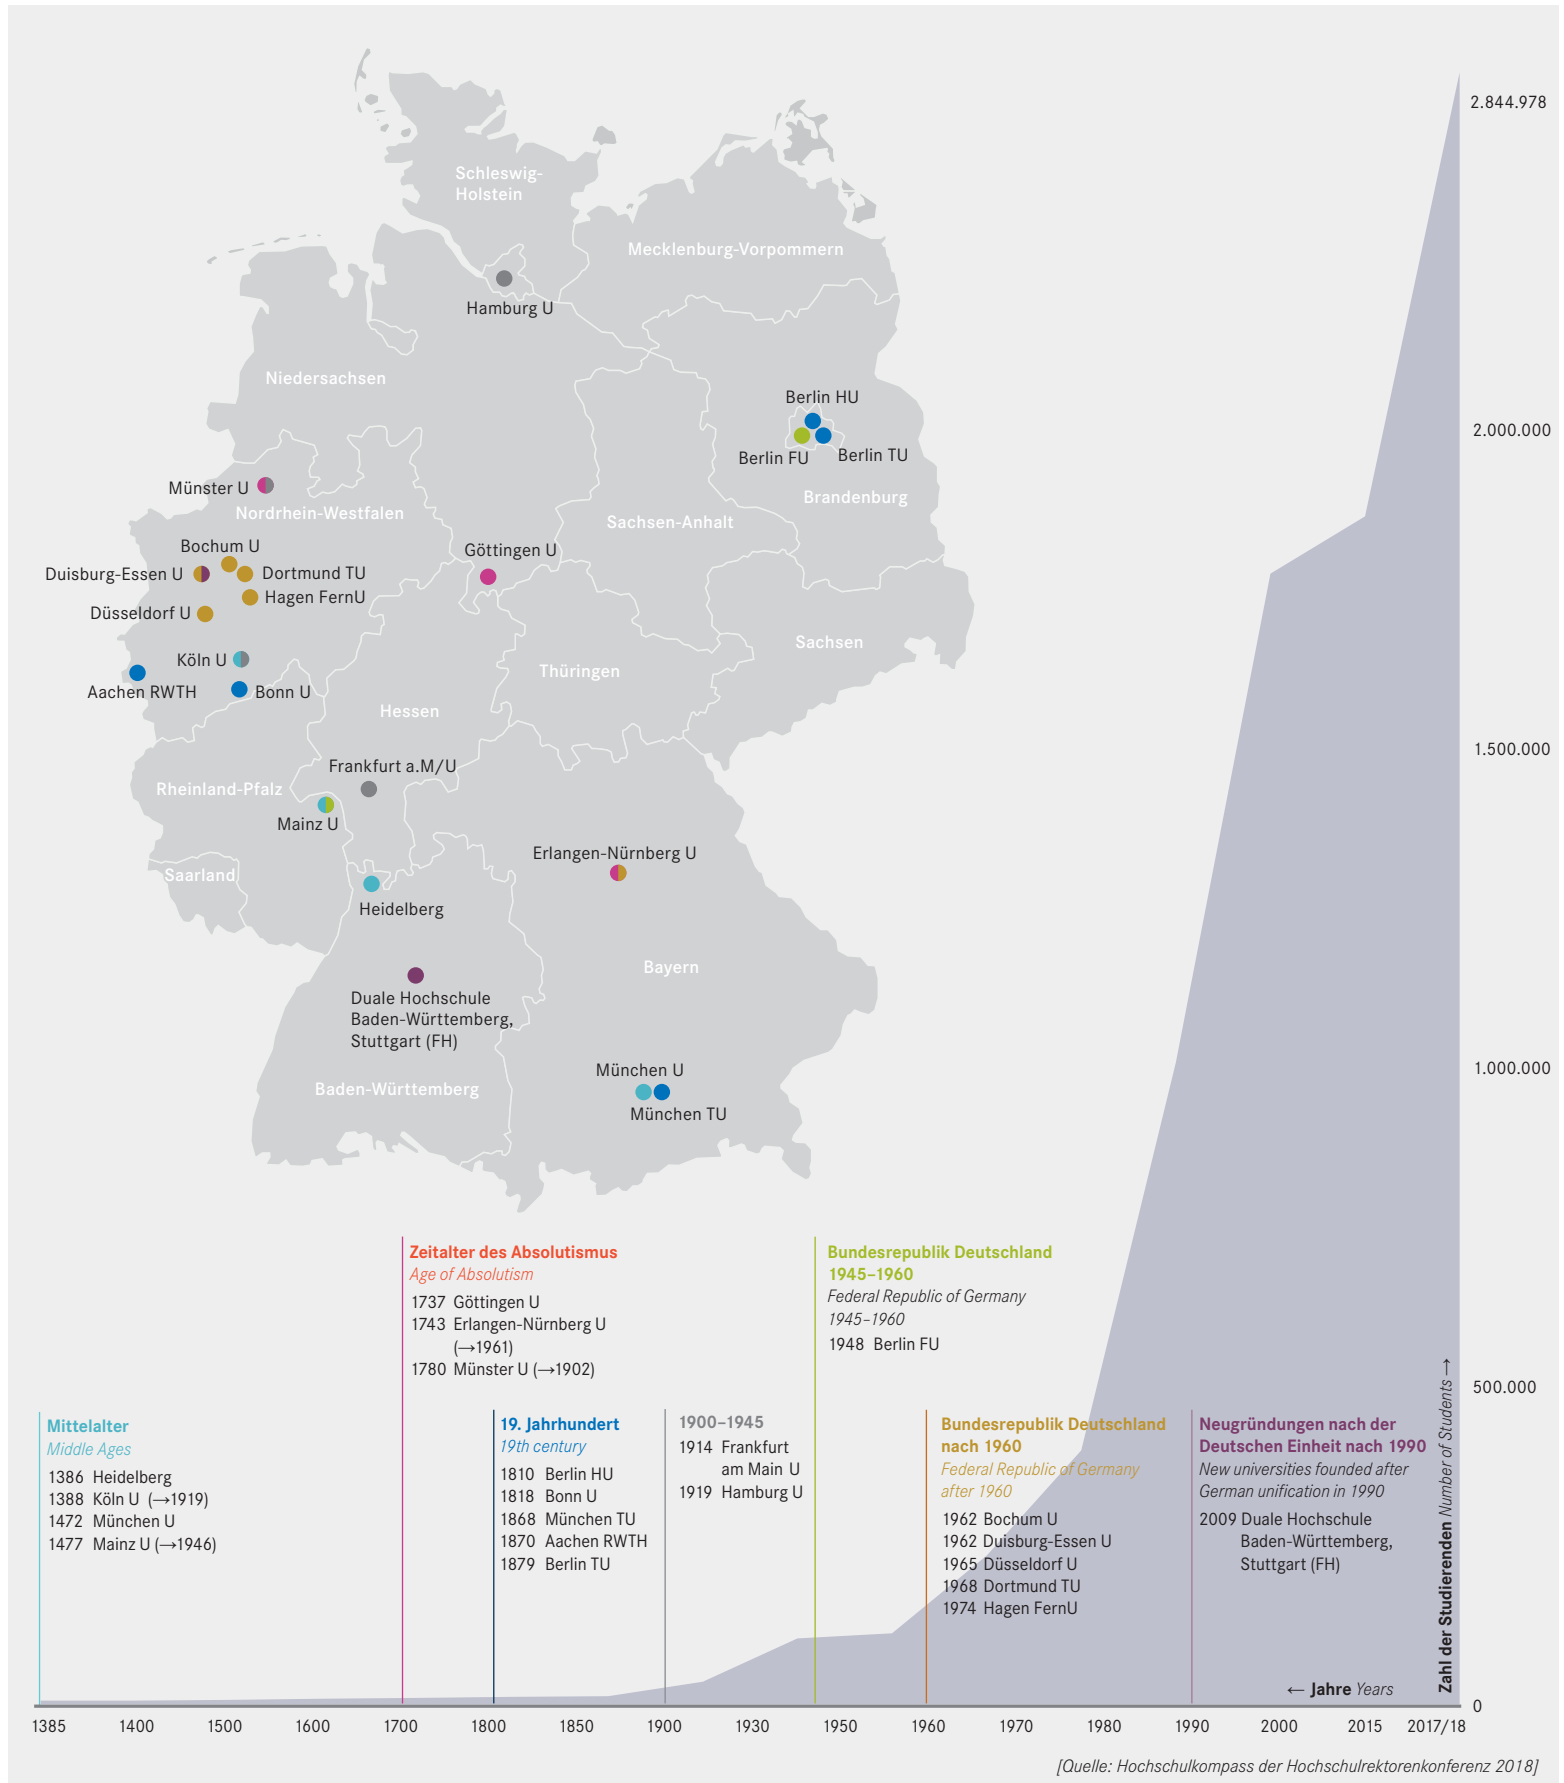 2.844.978
Schleswig-
Holstein
Mecklenburg-Vorpommern
Hamburg U
Niedersachsen
Berlin HU
2.000.000
Berlin FU
Berlin TU
Münster U
Brandenburg
Nordrhein-Westfalen
Sachsen-Anhalt
Bochum U
Göttingen U
Duisburg-Essen U
Dortmund TU
Hagen FernU
Düsseldorf U
Sachsen
Köln U
Thüringen
Aachen RWTH
Bonn U
Hessen
1.500.000
Frankfurt a.M/U
Rheinland-Pfalz
Mainz U
Erlangen-Nürnberg U
Saarland
Heidelberg
Bayern
Duale Hochschule
Baden-Württemberg,
Stuttgart (FH)
1.000.000
München U
Baden-Württemberg
München TU
Zeitalter des Absolutismus
Age of Absolutism
1737 Göttingen U
1743 Erlangen-Nürnberg U
(→1961)
1780 Münster U (→1902)
Bundesrepublik Deutschland
1945–1960
Federal Republic of Germany
1945–1960
1948 Berlin FU
500.000
Mittelalter
Middle Ages
1386 Heidelberg
1388 Köln U (→1919)
1472 München U
1477 Mainz U (→1946)
19. Jahrhundert
19th century
1810 Berlin HU
1818 Bonn U
1868 München TU
1870 Aachen RWTH
1879 Berlin TU
1900–1945
1914 Frankfurt
am Main U
1919 Hamburg U
Bundesrepublik Deutschland
nach 1960
Federal Republic of Germany
after 1960
1962 Bochum U
1962 Duisburg-Essen U
1965 Düsseldorf U
1968 Dortmund TU
1974 Hagen FernU
Neugründungen nach der
Deutschen Einheit nach 1990
New universities founded after
German unification in 1990
2009 Duale Hochschule
Baden-Württemberg,
Stuttgart (FH)
Zahl der Studierenden Number of Students →
← Jahre Years
0
1385 1400 1500 1600 1700 1800 1850 1900 1930 1950 1960 1970 1980 1990 2000 2015 2017/18
[Quelle: Hochschulkompass der Hochschulrektorenkonferenz 2018]